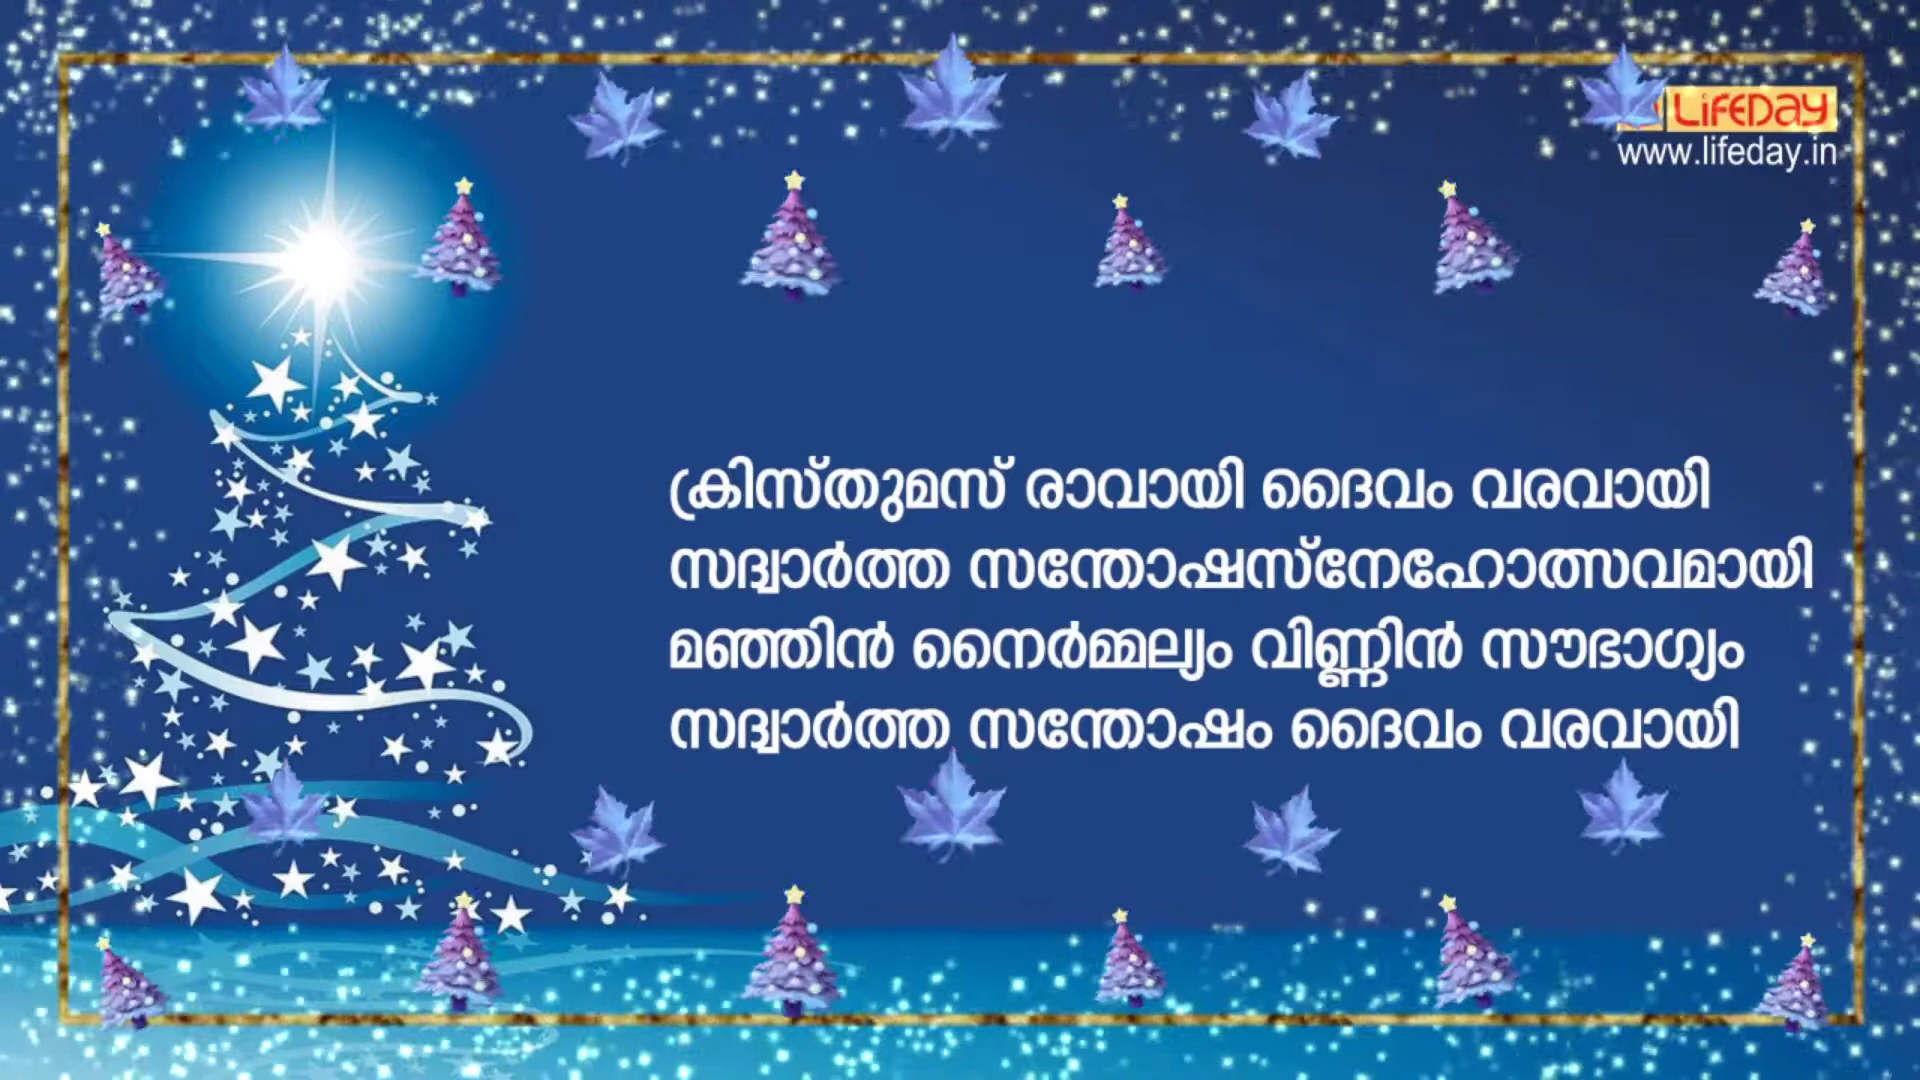 LIFEDAY
www.lifeday.in
ക്രിസ്തുമസ് രാവായി ദൈവം വരവായി
സദ്വാർത്ത സന്തോഷസ്നേഹോത്സവമായി
മഞ്ഞിൻ നൈർമ്മല്യം വിണ്ണിൻ സൗഭാഗ്യം
സദ്വാർത്ത സന്തോഷം ദൈവം വരവായി